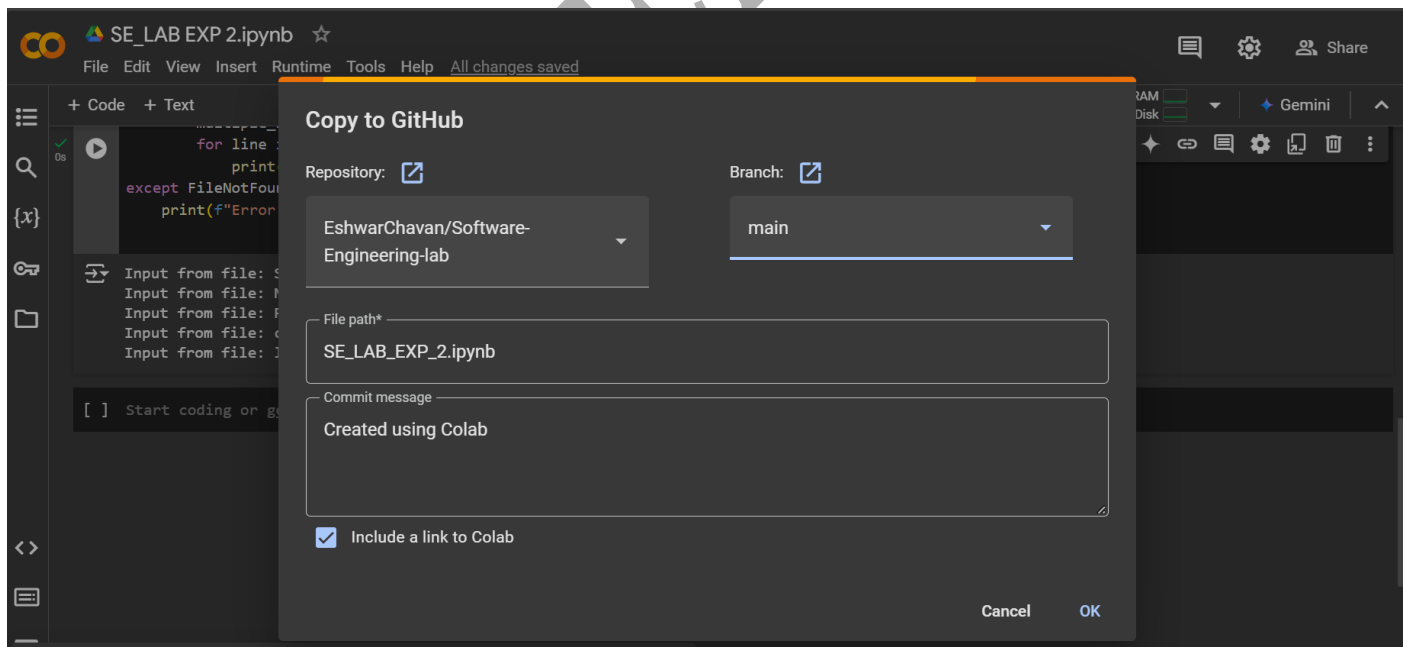 SE_LAB EXP 2.ipynb
Share
File Edit View Insert Runtime Tools Help All changes saved
+ Code + Text
RAM
Disk
Gemini
0s
for line
print
except FileNotFou
print(f"Error
{x}
Input from file:
Input from file:
Input from file:
Input from file:
Input from file:
[ ] Start coding or
Copy to GitHub
Repository:
Branch:
EshwarChavan/Software-
Engineering-lab
main
File path*
SE_LAB_EXP_2.ipynb
Commit message
Created using Colab
Include a link to Colab
Cancel OK